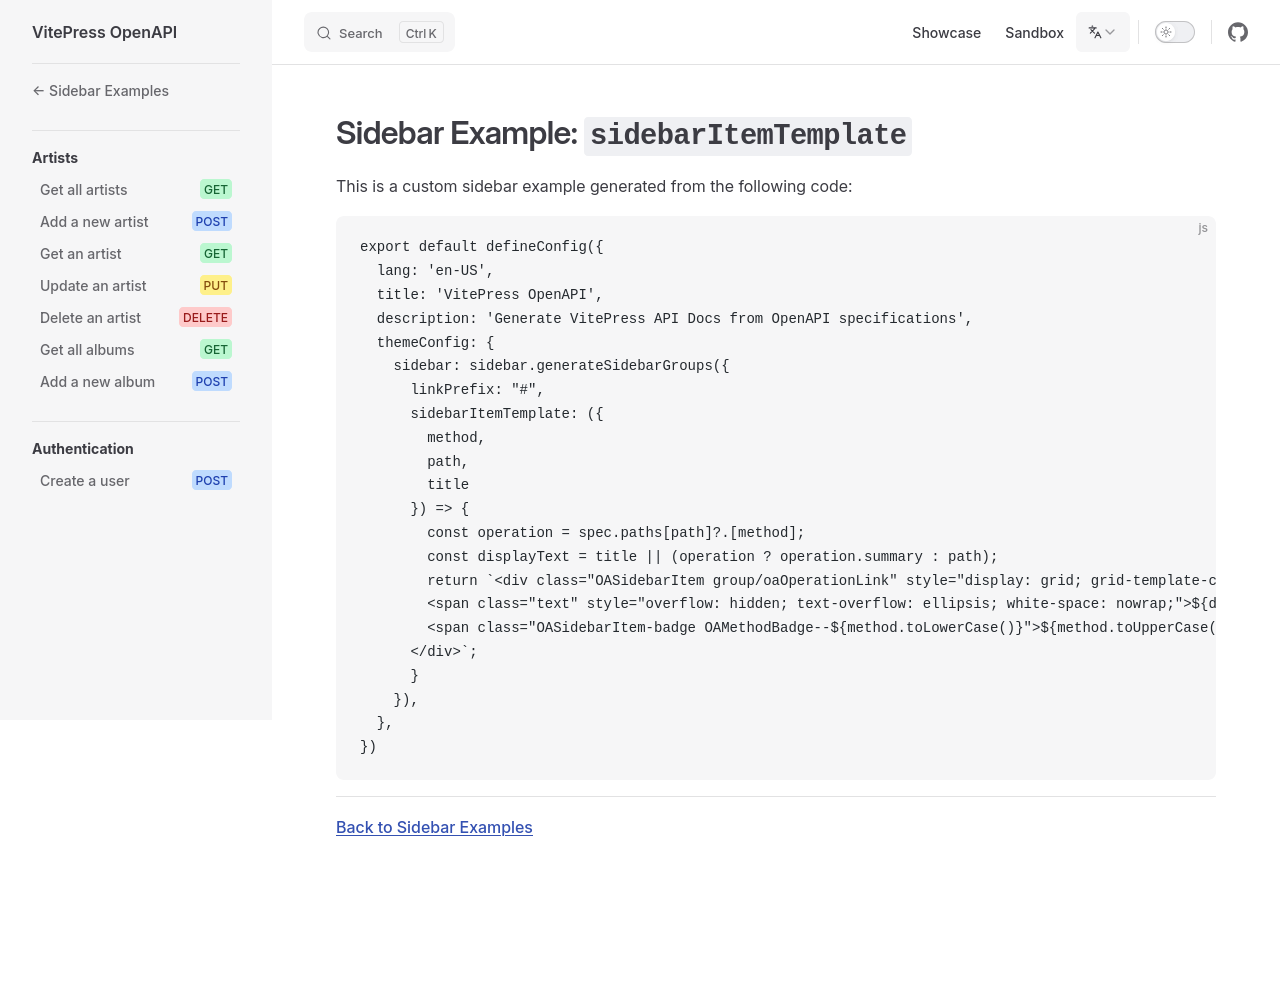 VitePress OpenAPI
Search Ctrl K
Showcase
Sandbox
← Sidebar Examples
Artists
Get all artists GET
Add a new artist POST
Get an artist GET
Update an artist PUT
Delete an artist DELETE
Get all albums GET
Add a new album POST
Authentication
Create a user POST
Sidebar Example: sidebarItemTemplate
This is a custom sidebar example generated from the following code:
js
export default defineConfig({
  lang: 'en-US',
  title: 'VitePress OpenAPI',
  description: 'Generate VitePress API Docs from OpenAPI specifications',
  themeConfig: {
    sidebar: sidebar.generateSidebarGroups({
      linkPrefix: "#",
      sidebarItemTemplate: ({
        method,
        path,
        title
      }) => {
        const operation = spec.paths[path]?.[method];
        const displayText = title || (operation ? operation.summary : path);
        return `<div class="OASidebarItem group/oaOperationLink" style="display: grid; grid-template-c
        <span class="text" style="overflow: hidden; text-overflow: ellipsis; white-space: nowrap;">${d
        <span class="OASidebarItem-badge OAMethodBadge--${method.toLowerCase()}">${method.toUpperCase(
      </div>`;
      }
    }),
  },
})
Back to Sidebar Examples